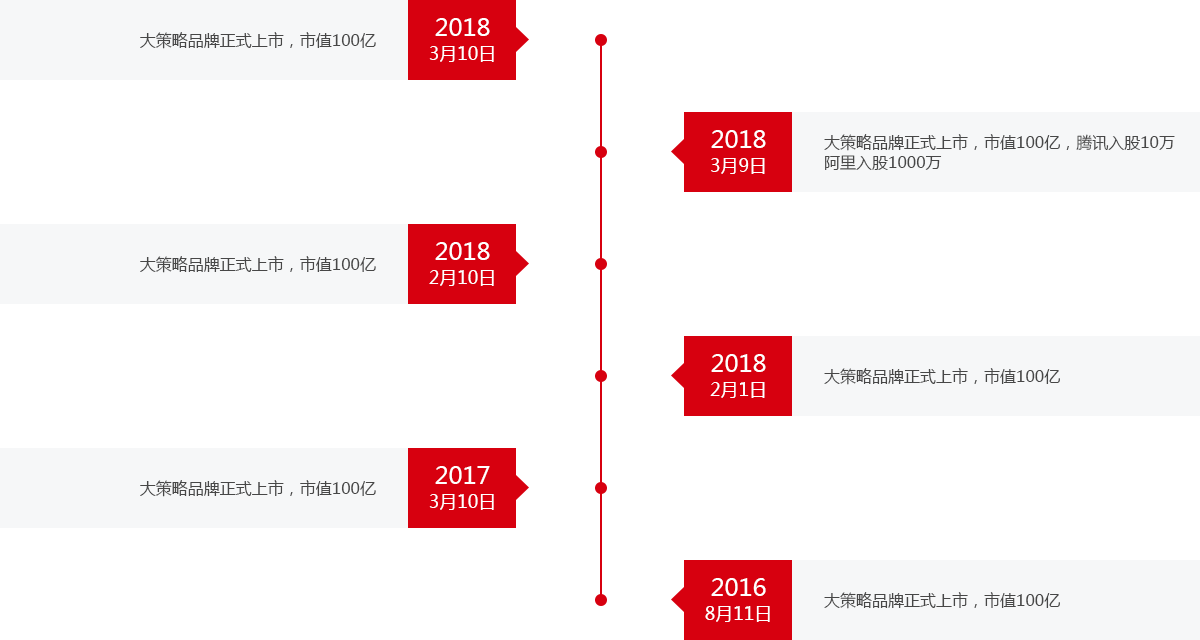 大策略品牌正式上市，市值100亿
2018
3月10日
2018
3月9日
大策略品牌正式上市，市值100亿，腾讯入股10万
阿里入股1000万
大策略品牌正式上市，市值100亿
2018
2月10日
2018
2月1日
大策略品牌正式上市，市值100亿
大策略品牌正式上市，市值100亿
2017
3月10日
2016
8月11日
大策略品牌正式上市，市值100亿